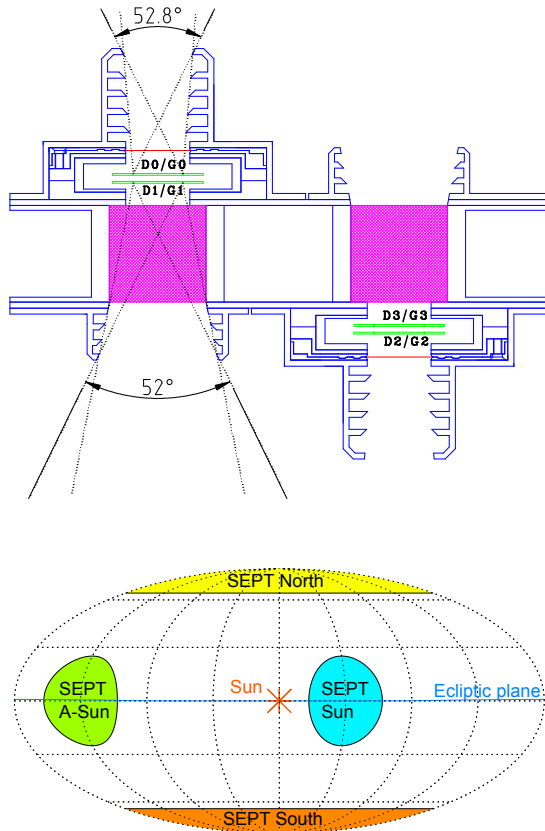 52.8°
D0/G0
D1/G1
D3/G3
D2/G2
52°
SEPT North
SEPT
A-Sun
Sun
SEPT
Sun
Ecliptic plane
SEPT South